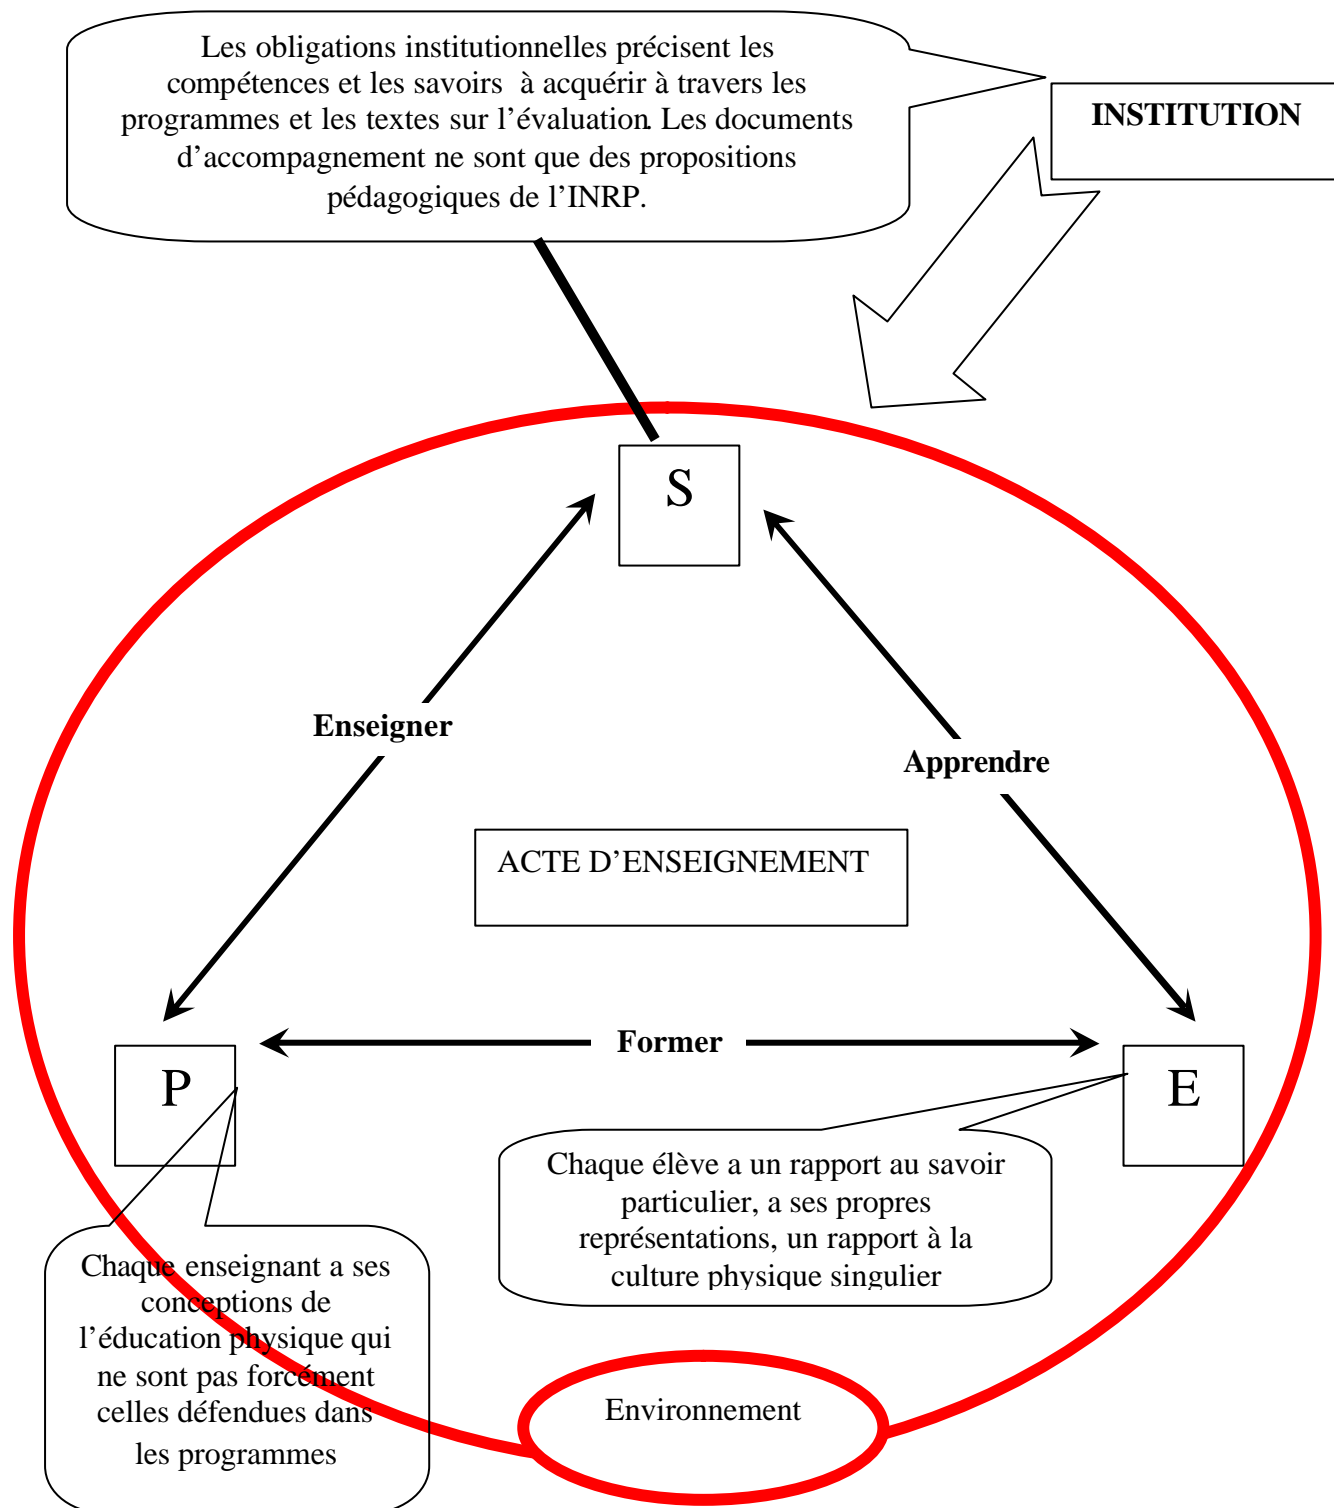 Les obligations institutionnelles précisent les
compétences et les savoirs à acquérir à travers les
programmes et les textes sur l’évaluation. Les documents
d’accompagnement ne sont que des propositions
pédagogiques de l’INRP.
INSTITUTION
S
Enseigner
Apprendre
ACTE D’ENSEIGNEMENT
Former
P
E
Chaque élève a un rapport au savoir
particulier, a ses propres
représentations, un rapport à la
culture physique singulier
Chaque enseignant a ses
conceptions de
l’éducation physique qui
ne sont pas forcément
celles défendues dans
les programmes
Environnement